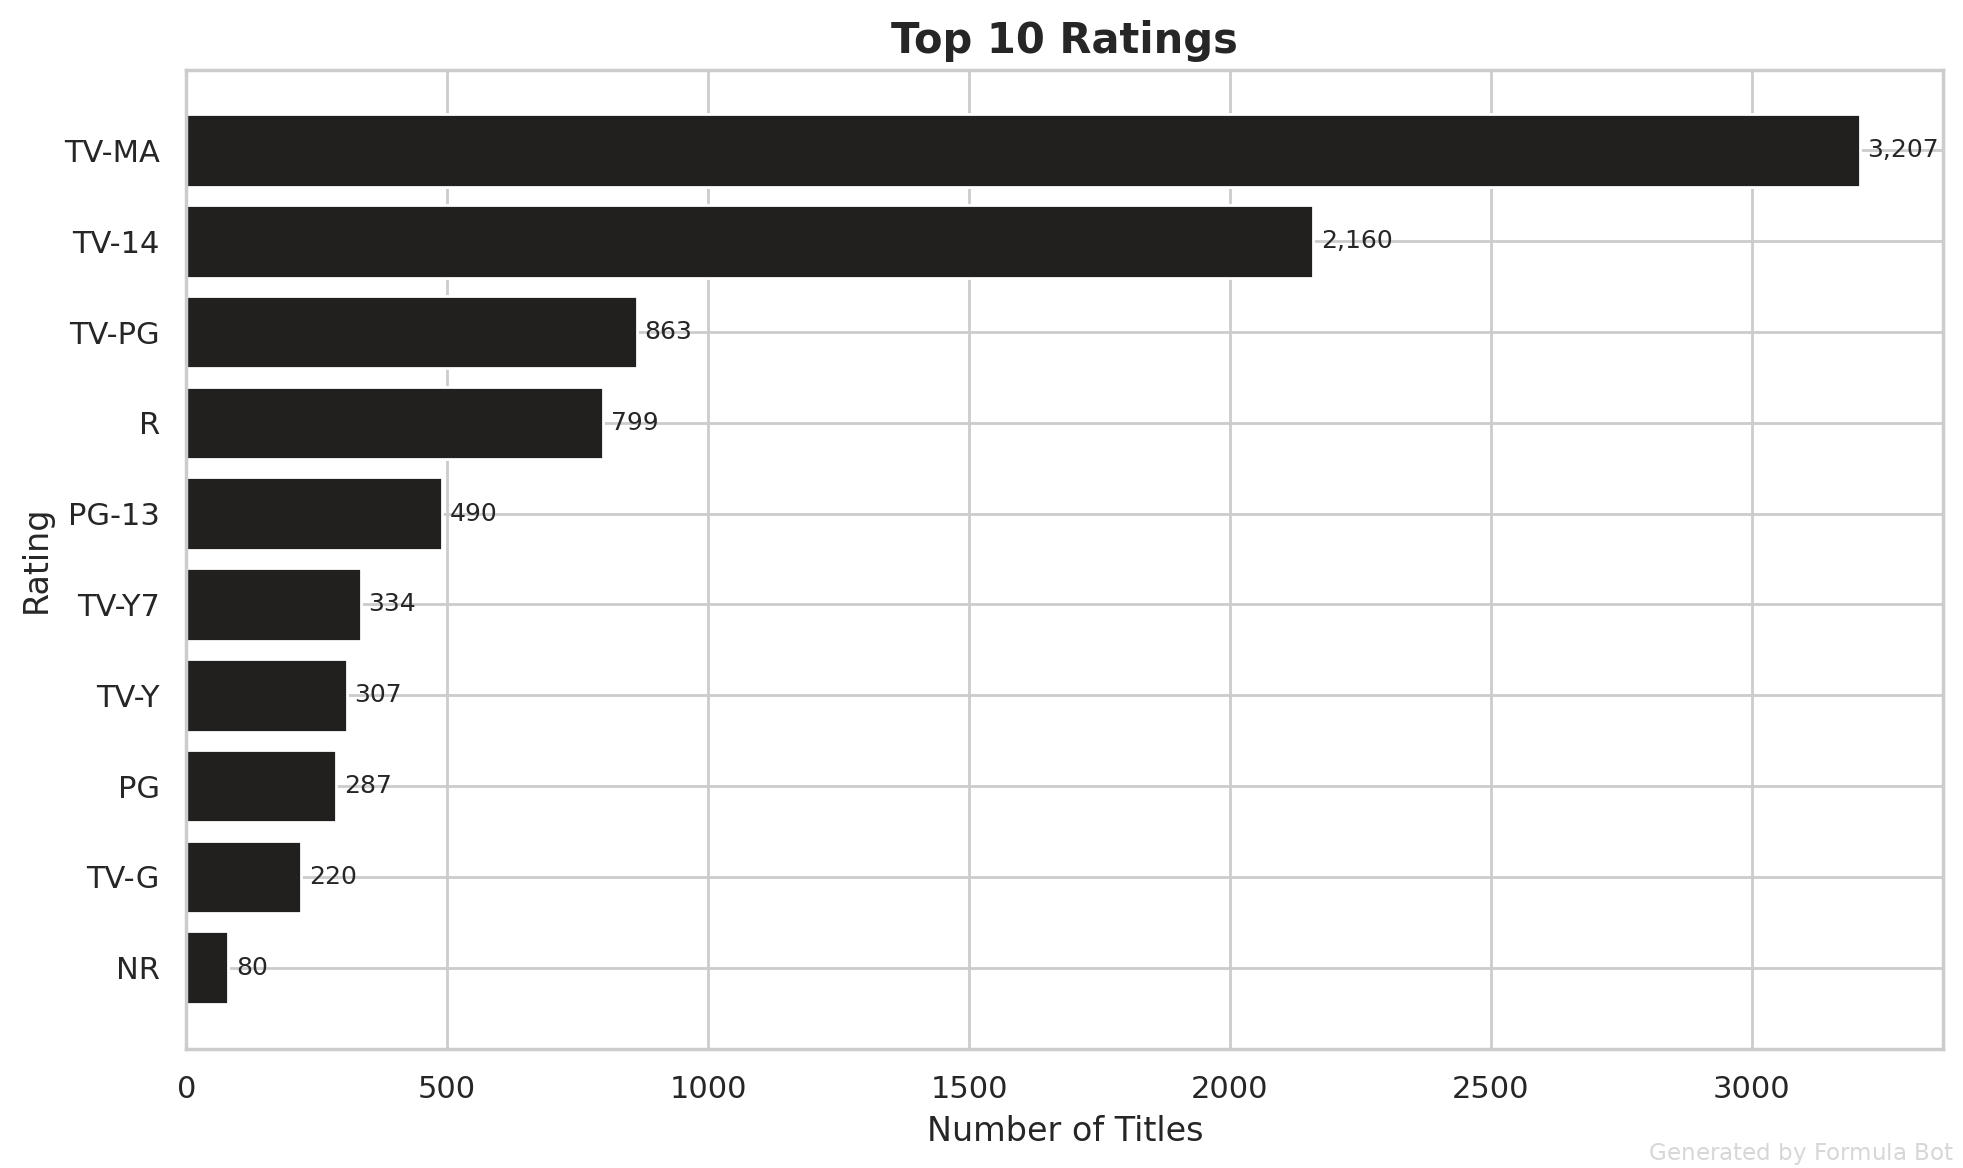 Top 10 Ratings
TV-MA 3,207
TV-14 2,160
TV-PG 863
R 799
PG-13 490
TV-Y7 334
TV-Y 307
PG 287
TV-G 220
NR 80
Rating
0 500 1000 1500 2000 2500 3000
Number of Titles
Generated by Formula Bot